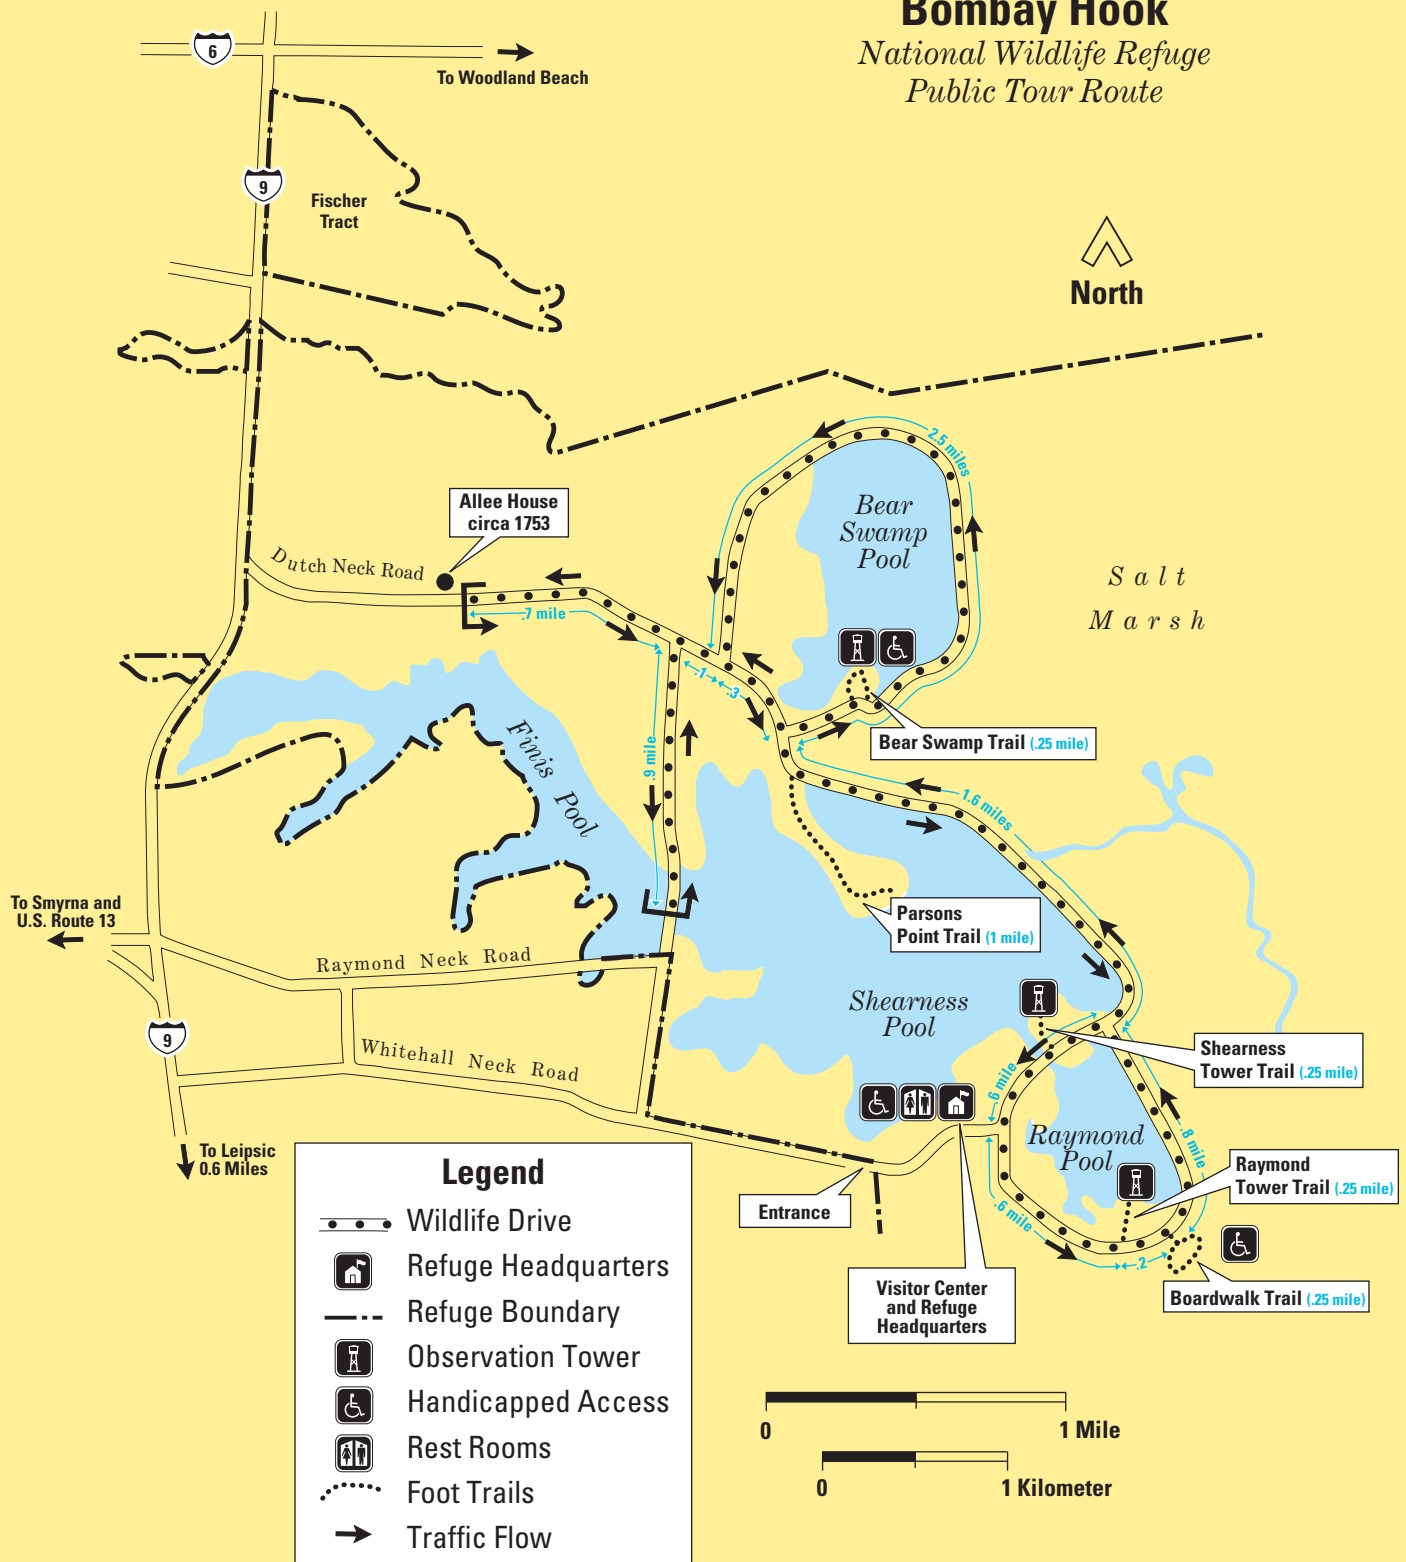 Bombay Hook
National Wildlife Refuge
Public Tour Route
6
To Woodland Beach
9
Fischer
Tract
North
2.5 miles
Bear
Swamp
Pool
Allee House
circa 1753
Dutch Neck Road
.7 mile
Salt
Marsh
.1
.3
Bear Swamp Trail (.25 mile)
Finis
Pool
.9 mile
1.6 miles
To Smyrna and
U.S. Route 13
Parsons
Point Trail (1 mile)
Raymond Neck Road
Shearness
Pool
9
Whitehall Neck Road
Shearness
Tower Trail (.25 mile)
.6 mile
Raymond
Pool
.8 mile
To Leipsic
0.6 Miles
Raymond
Tower Trail (.25 mile)
Entrance
.6 mile
.2
Boardwalk Trail (.25 mile)
Visitor Center
and Refuge
Headquarters
Legend
Wildlife Drive
Refuge Headquarters
Refuge Boundary
Observation Tower
Handicapped Access
Rest Rooms
Foot Trails
Traffic Flow
0
1 Mile
0
1 Kilometer